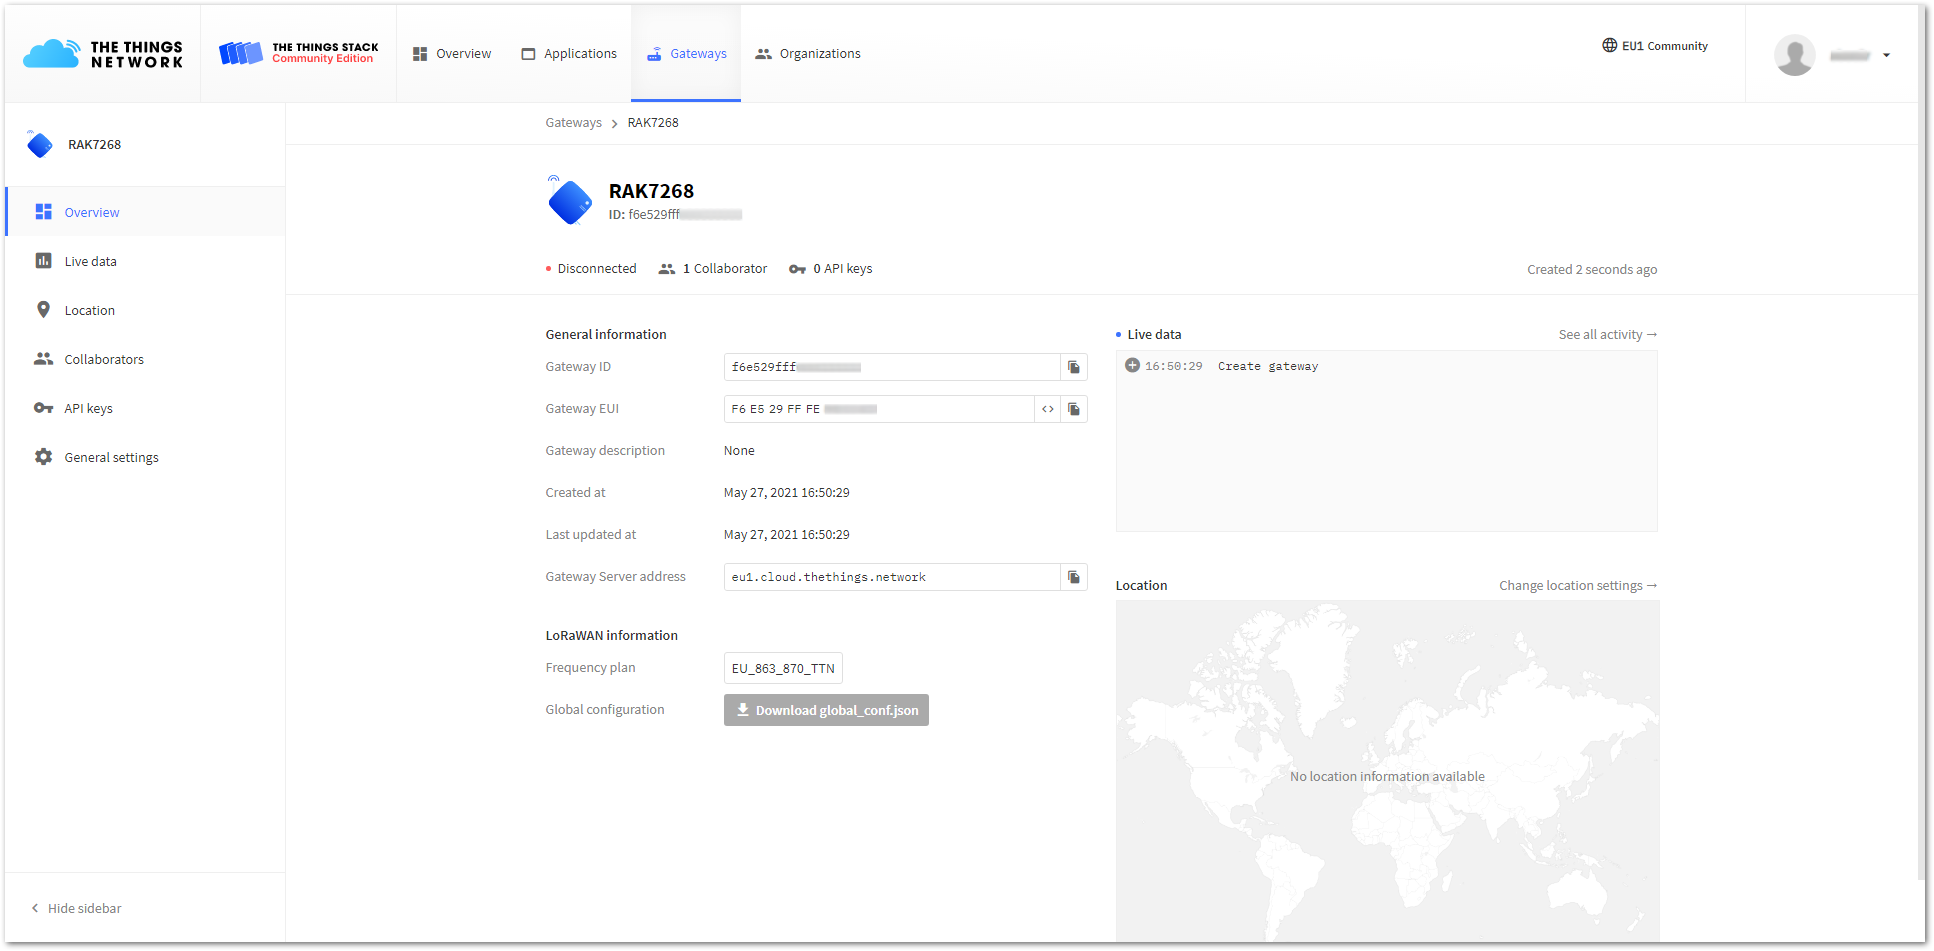 THE THINGS NETWORK
THE THINGS STACK
Community Edition
Overview
Applications
Gateways
Organizations
EU1 Community
RAK7268
Overview
Live data
Location
Collaborators
API keys
General settings
Hide sidebar
Gateways > RAK7268
RAK7268
ID: f6e529fff
Disconnected
1 Collaborator
0 API keys
Created 2 seconds ago
General information
Gateway ID
f6e529fff
Gateway EUI
F6 E5 29 FF FE
Gateway description
None
Created at
May 27, 2021 16:50:29
Last updated at
May 27, 2021 16:50:29
Gateway Server address
eu1.cloud.thethings.network
LoRaWAN information
Frequency plan
EU_863_870_TTN
Global configuration
Download global_conf.json
Live data
See all activity →
16:50:29 Create gateway
Location
Change location settings →
No location information available